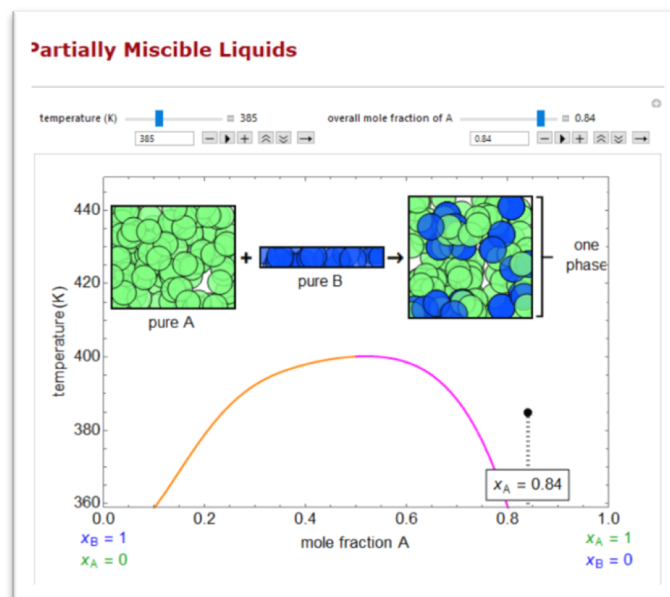 Partially Miscible Liquids
temperature (K) 385 overall mole fraction of A 0.84
385 0.84
440
420
400
380
360
temperature(K)
pure A
+
pure B
one
phase
xA = 0.84
0.0 0.2 0.4 0.6 0.8 1.0
xB = 1 mole fraction A xA = 1
xA = 0 xB = 0